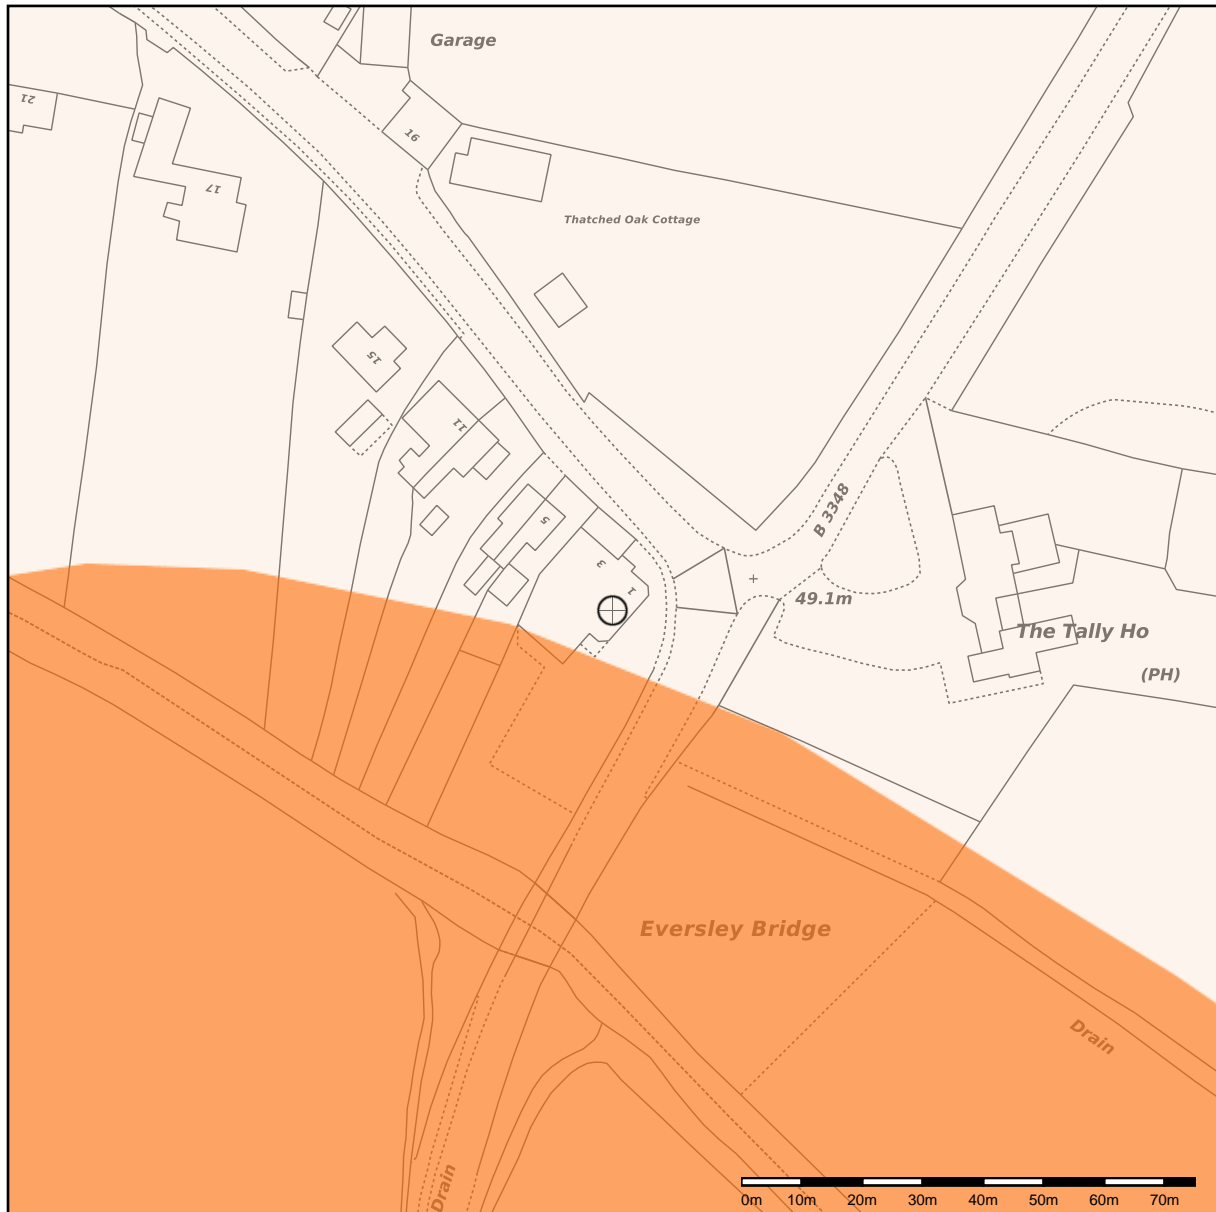 Garage
21
16
17
Thatched Oak Cottage
15
11
5
B 3348
3
1
49.1m
The Tally Ho
(PH)
Eversley Bridge
Drain
Drain
0m 10m 20m 30m 40m 50m 60m 70m